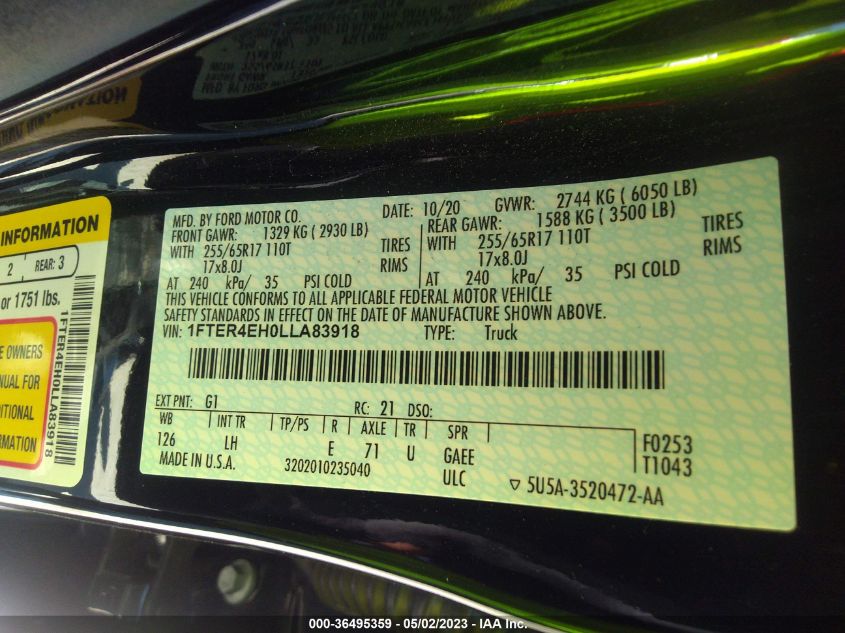 INFORMATION
2 REAR: 3
or 1751 lbs.
E OWNERS
NUAL FOR
DITIONAL
RMATION
1FTER4EH0LLA83918
MFD. BY FORD MOTOR CO. DATE: 10/20 GVWR: 2744 KG ( 6050 LB)
FRONT GAWR: 1329 KG ( 2930 LB) REAR GAWR: 1588 KG ( 3500 LB)
WITH 255/65R17 110T TIRES WITH 255/65R17 110T TIRES
17x8.0J RIMS 17x8.0J RIMS
AT 240 kPa/ 35 PSI COLD AT 240 kPa/ 35 PSI COLD
THIS VEHICLE CONFORMS TO ALL APPLICABLE FEDERAL MOTOR VEHICLE
SAFETY STANDARDS IN EFFECT ON THE DATE OF MANUFACTURE SHOWN ABOVE.
VIN: 1FTER4EH0LLA83918 TYPE: Truck
EXT PNT: G1 RC: 21 DSO:
WB INT TR TP/PS R AXLE TR SPR
126 LH E 71 U GAEE F0253
MADE IN U.S.A. 3202010235040 ULC T1043
▽ 5U5A-3520472-AA
000-36495359 - 05/02/2023 - IAA Inc.